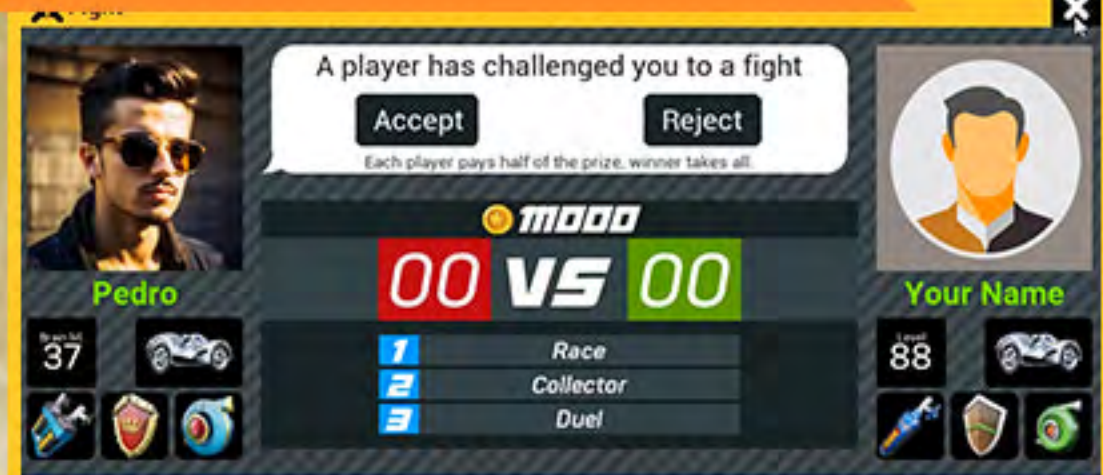 Fight
A player has challenged you to a fight
Accept
Reject
Each player pays half of the prize, winner takes all.
00 VS 00
Pedro
Your Name
37
1 Race
2 Collector
3 Duel
Level
88